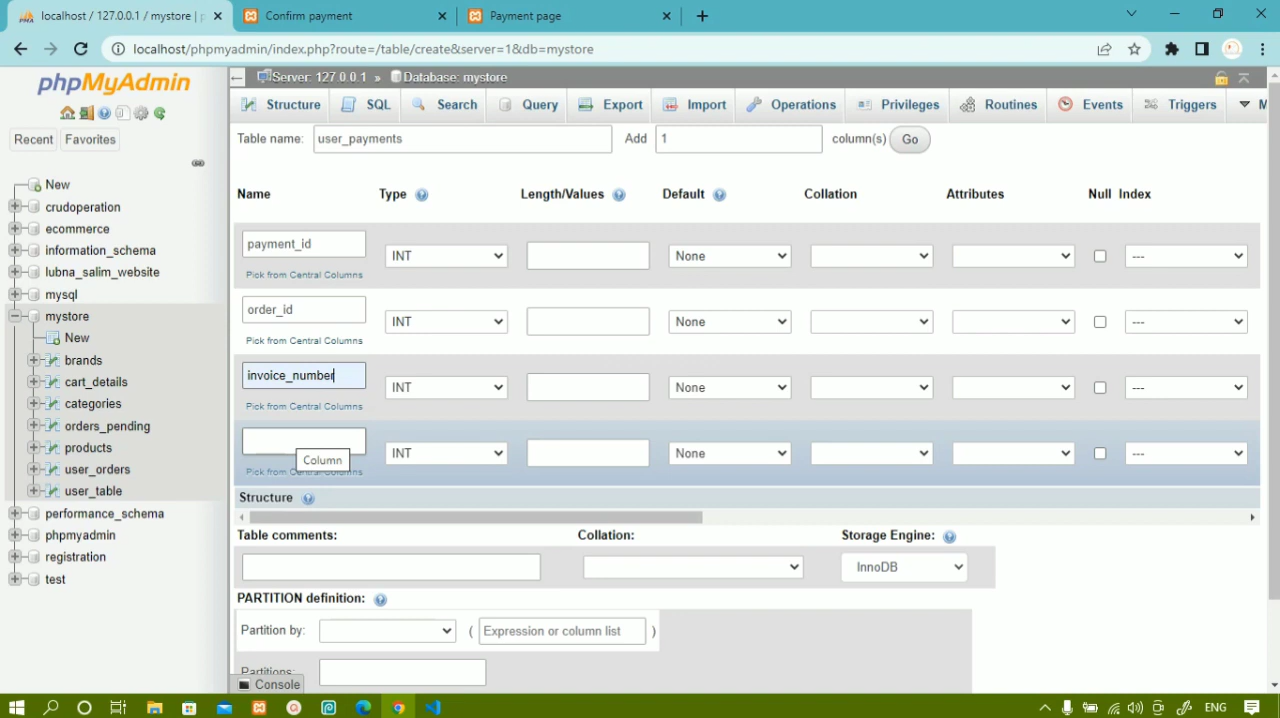 localhost / 127.0.0.1 / mystore | p
Confirm payment
Payment page
localhost/phpmyadmin/index.php?route=/table/create&server=1&db=mystore
phpMyAdmin
Recent
Favorites
New
crudoperation
ecommerce
information_schema
lubna_salim_website
mysql
mystore
New
brands
cart_details
categories
orders_pending
products
user_orders
user_table
performance_schema
phpmyadmin
registration
test
Server: 127.0.0.1 » Database: mystore
Structure SQL Search Query Export Import Operations Privileges Routines Events Triggers M
Table name: user_payments Add 1 column(s) Go
Name Type Length/Values Default Collation Attributes Null Index
payment_id INT None ---
Pick from Central Columns
order_id INT None ---
Pick from Central Columns
invoice_number INT None ---
Pick from Central Columns
INT None ---
Column
Pick from Central Columns
Structure
Table comments: Collation: Storage Engine:
InnoDB
PARTITION definition:
Partition by: ( Expression or column list )
Partitions:
Console
ENG